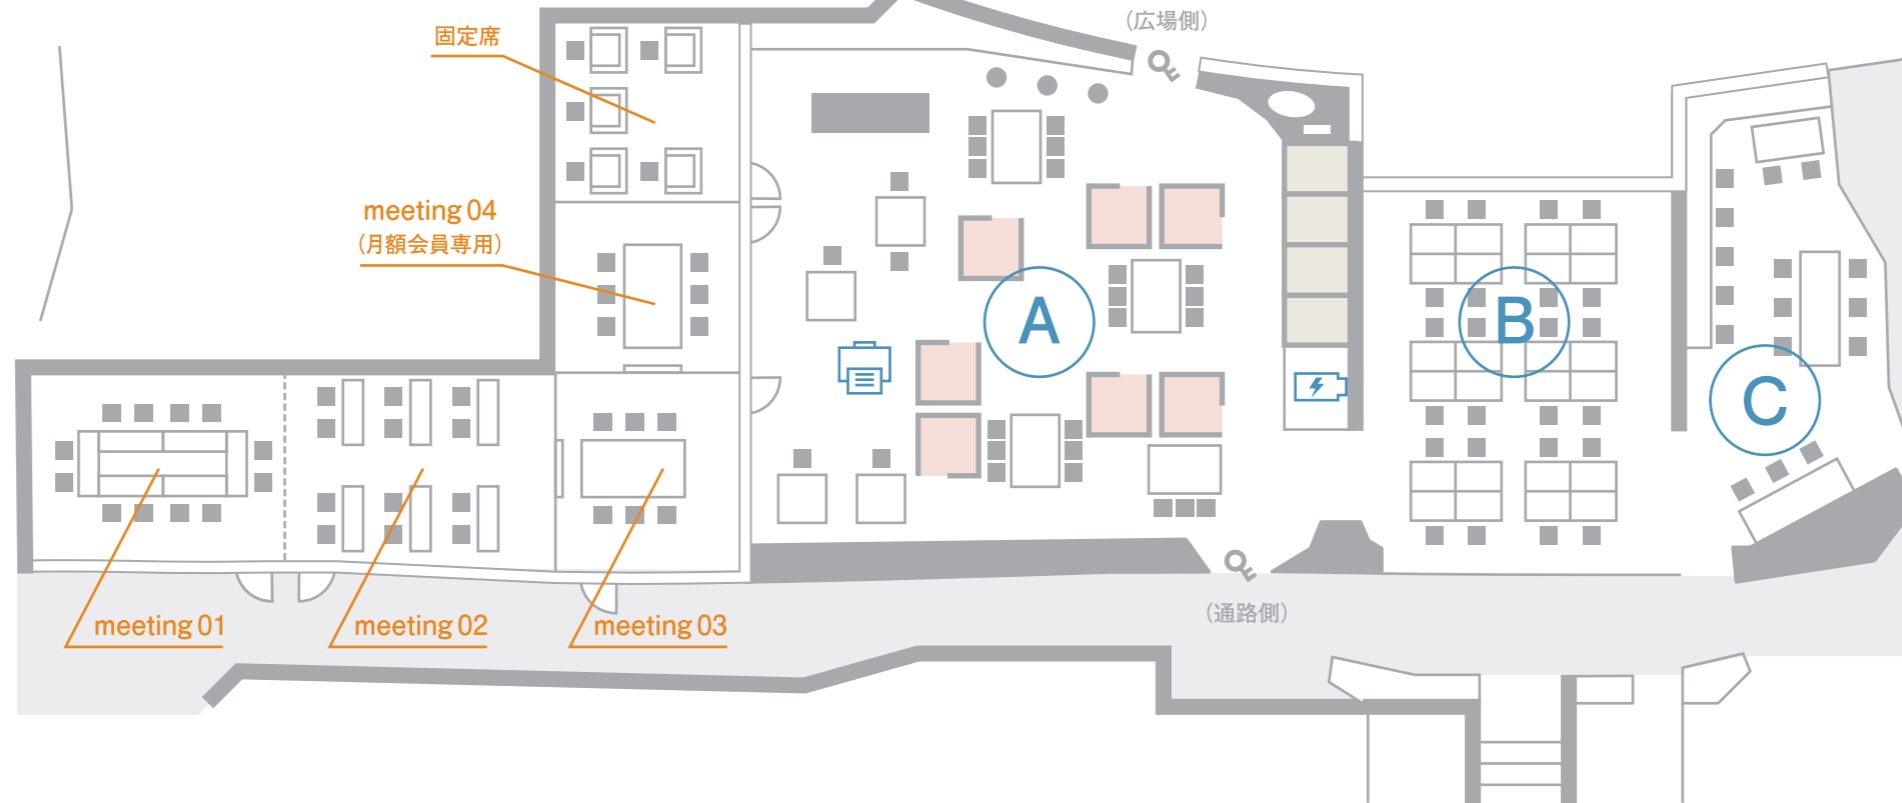 （広場側）
固定席
meeting 04
（月額会員専用）
A
B
C
（通路側）
meeting 01
meeting 02
meeting 03